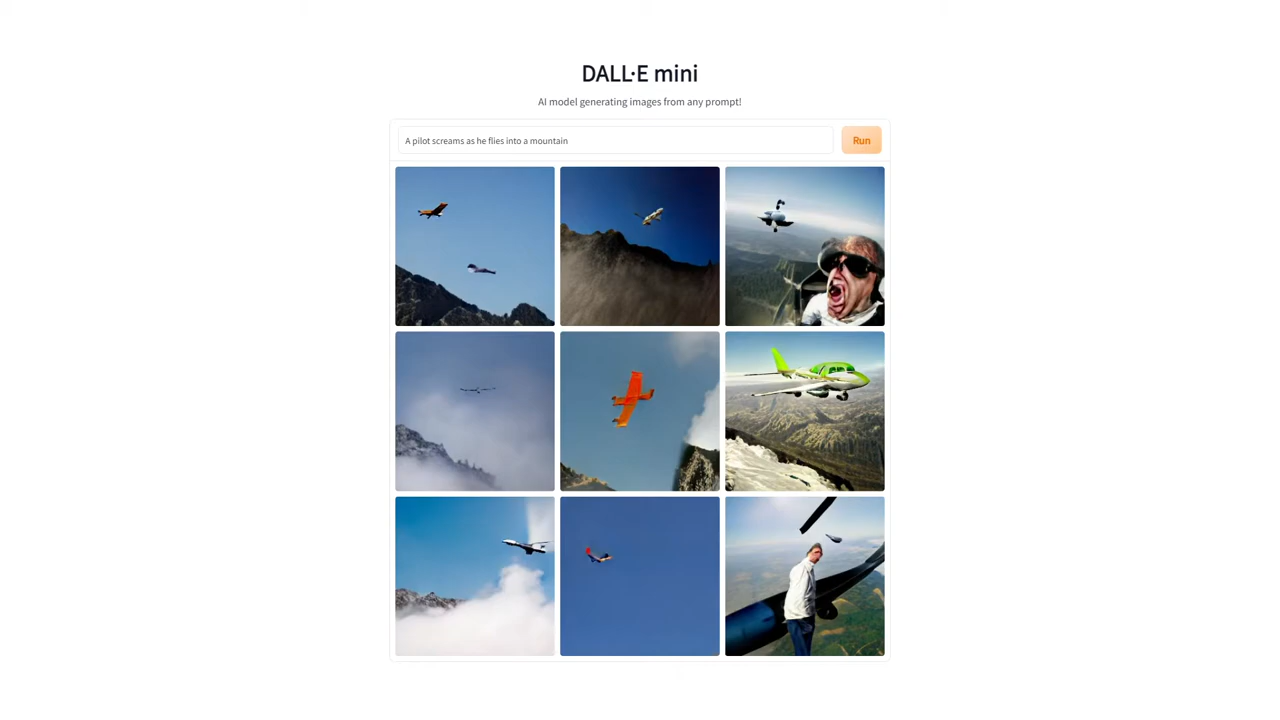 DALL·E mini
AI model generating images from any prompt!
A pilot screams as he flies into a mountain
Run